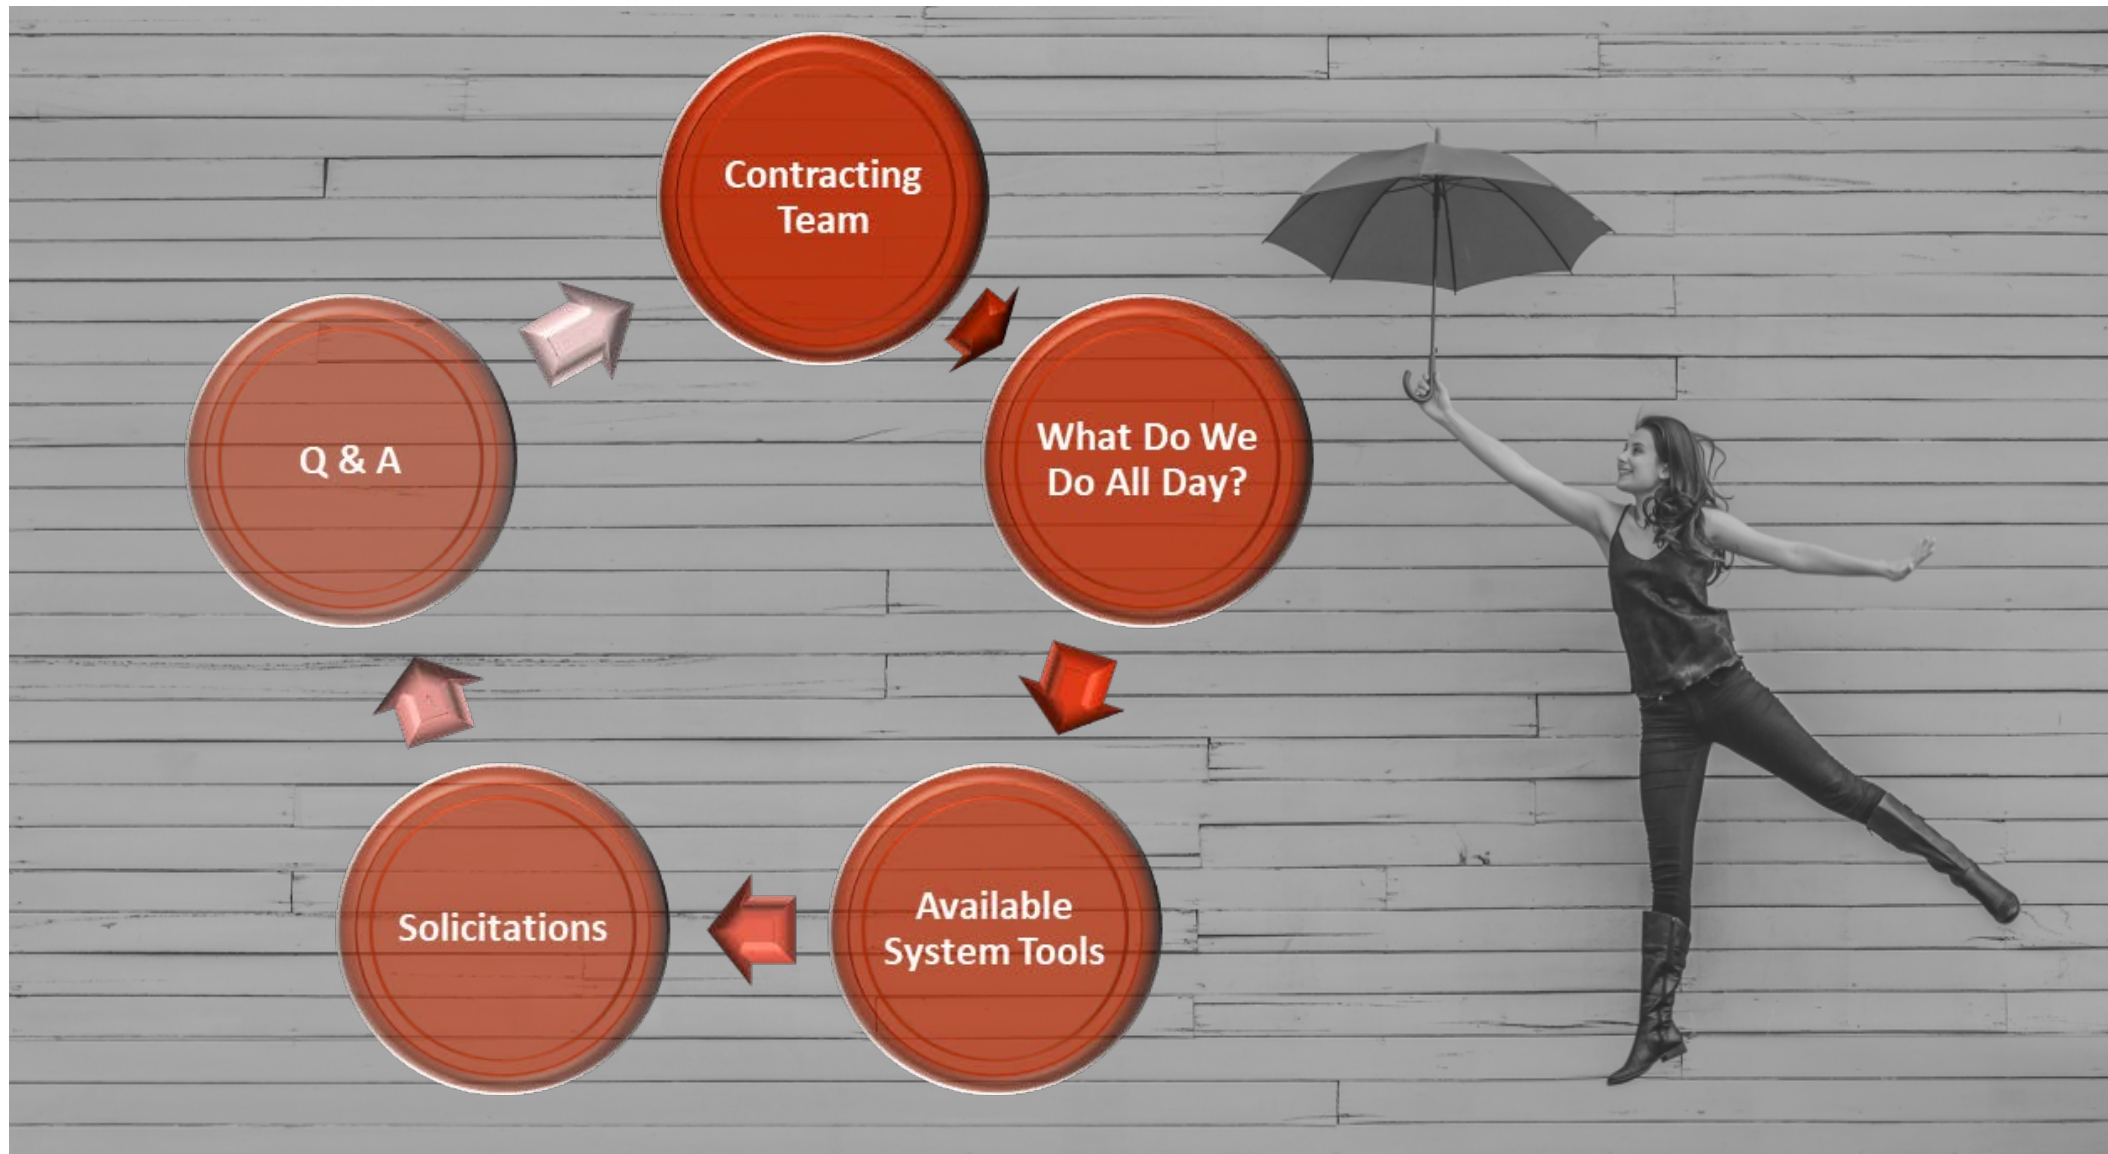 Contracting
Team
What Do We
Do All Day?
Available
System Tools
Solicitations
Q & A